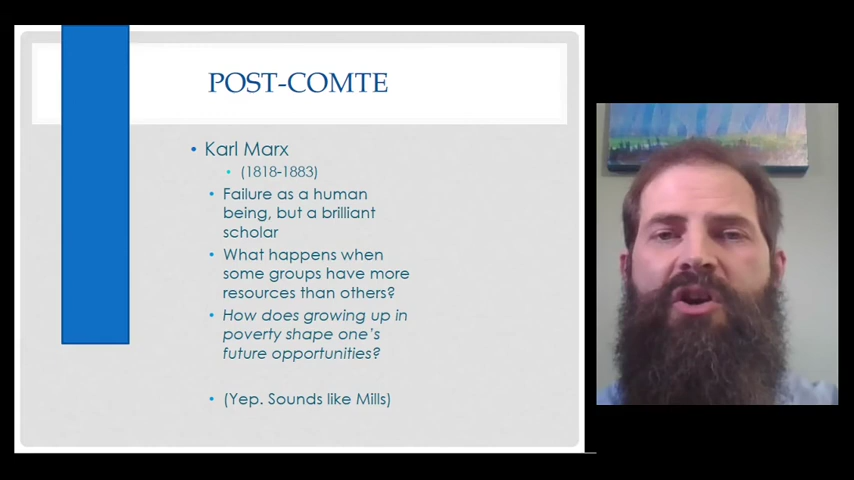 POST-COMTE
• Karl Marx
• (1818-1883)
• Failure as a human
being, but a brilliant
scholar
• What happens when
some groups have more
resources than others?
• How does growing up in
poverty shape one's
future opportunities?
• (Yep. Sounds like Mills)